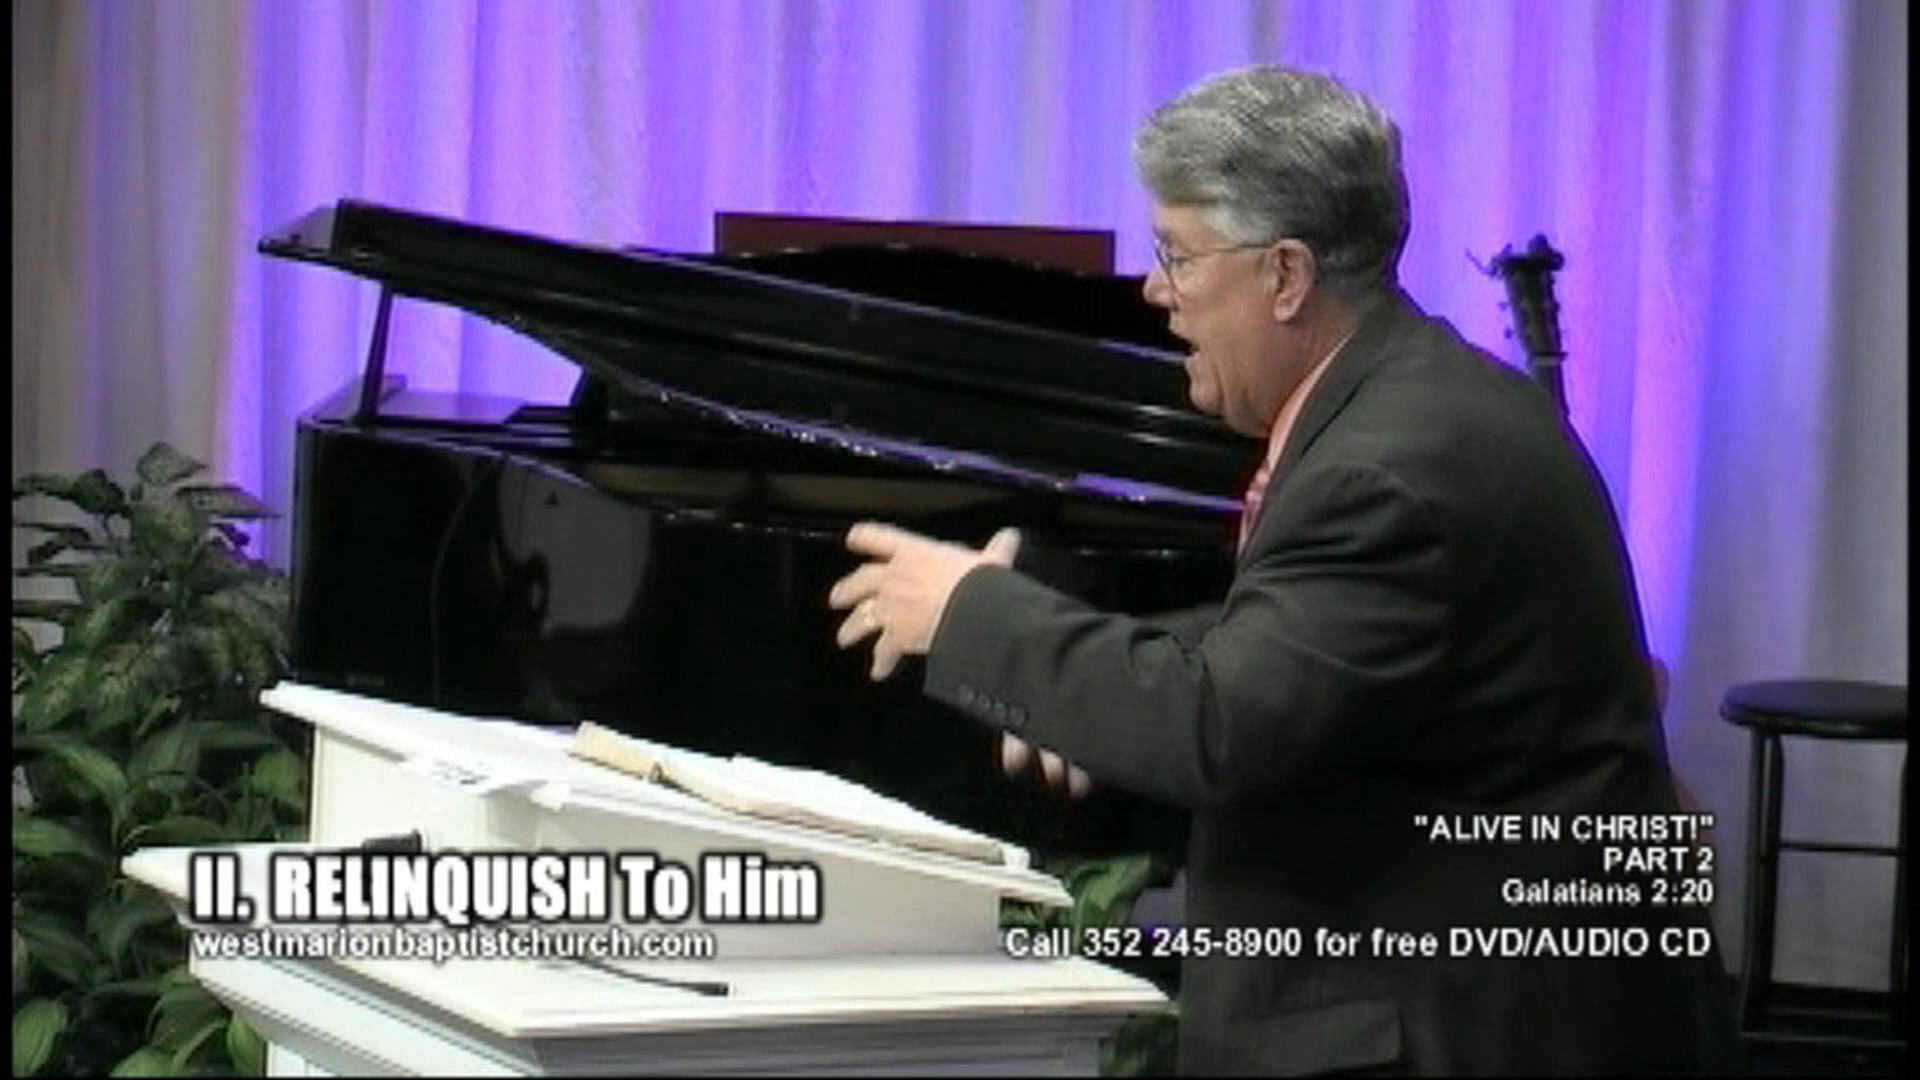 "ALIVE IN CHRIST!"
PART 2
Galatians 2:20
II. RELINQUISH To Him
westmarionbaptistchurch.com
Call 352 245-8900 for free DVD/AUDIO CD